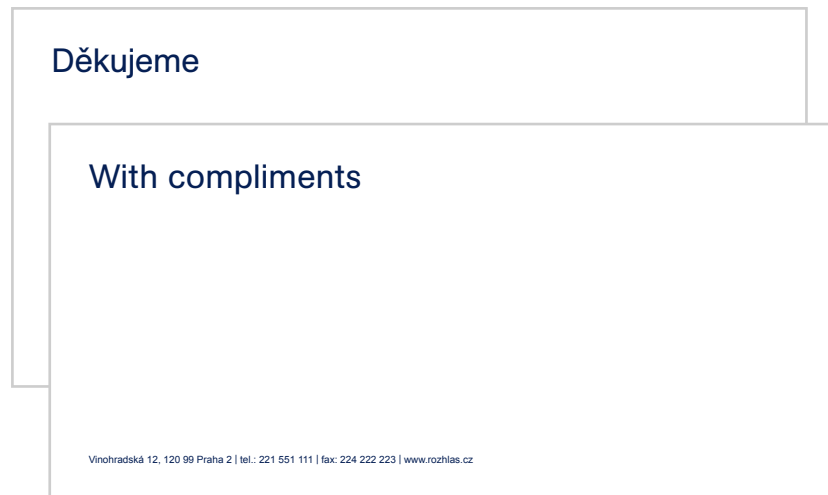 Děkujeme
With compliments
Vinohradská 12, 120 99 Praha 2 | tel.: 221 551 111 | fax: 224 222 223 | www.rozhlas.cz